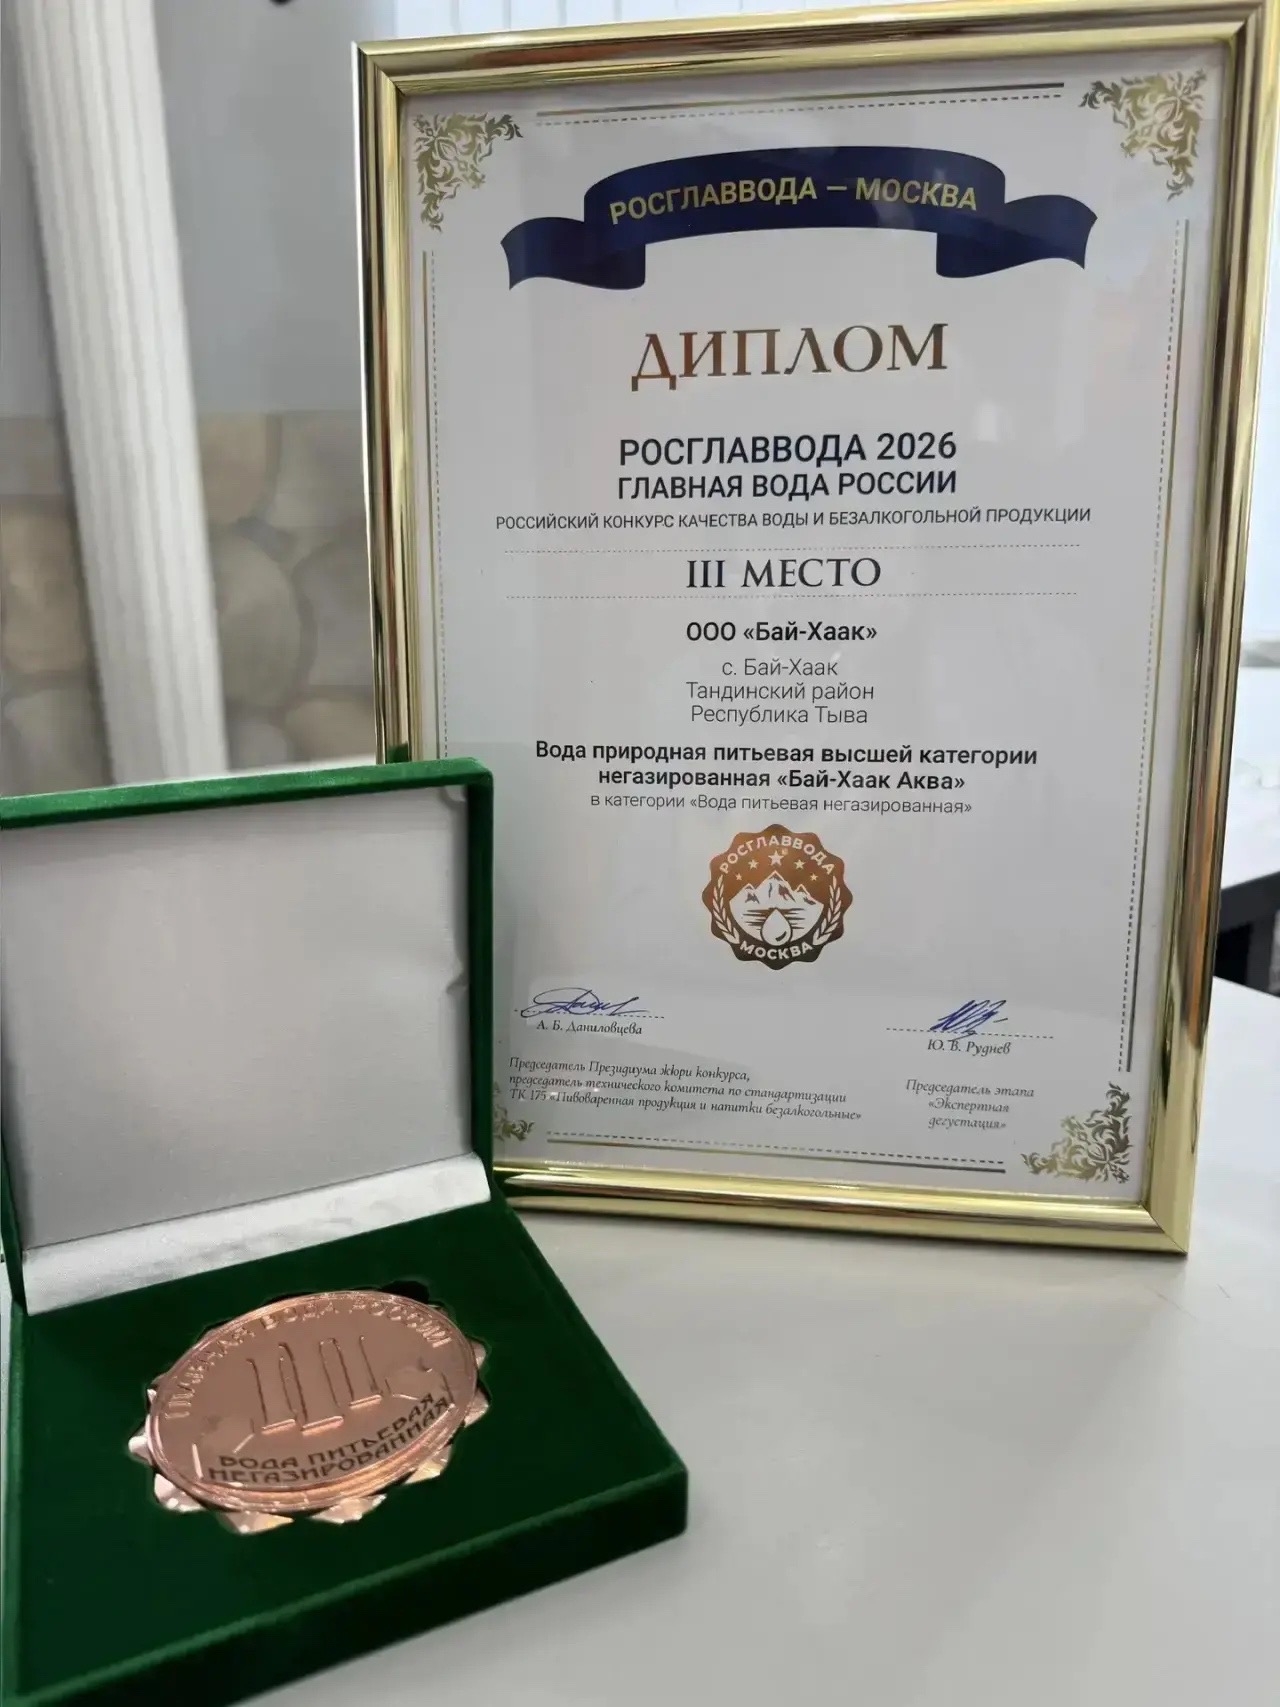 РОСГЛАВВОДА – МОСКВА
ДИПЛОМ
РОСГЛАВВОДА 2026
ГЛАВНАЯ ВОДА РОССИИ
РОССИЙСКИЙ КОНКУРС КАЧЕСТВА ВОДЫ И БЕЗАЛКОГОЛЬНОЙ ПРОДУКЦИИ
III МЕСТО
ООО «Бай-Хаак»
с. Бай-Хаак
Тандинский район
Республика Тыва
Вода природная питьевая высшей категории
негазированная «Бай-Хаак Аква»
в категории «Вода питьевая негазированная»
РОСГЛАВВОДА
МОСКВА
А. Б. Даниловцева
Председатель Президиума жюри конкурса,
председатель технического комитета по стандартизации
ТК 175 «Пивоваренная продукция и напитки безалкогольные»
Ю. В. Руднев
Председатель этапа
«Экспертная
дегустация»
ГЛАВНАЯ ВОДА РОССИИ
III
ВОДА ПИТЬЕВАЯ
НЕГАЗИРОВАННАЯ